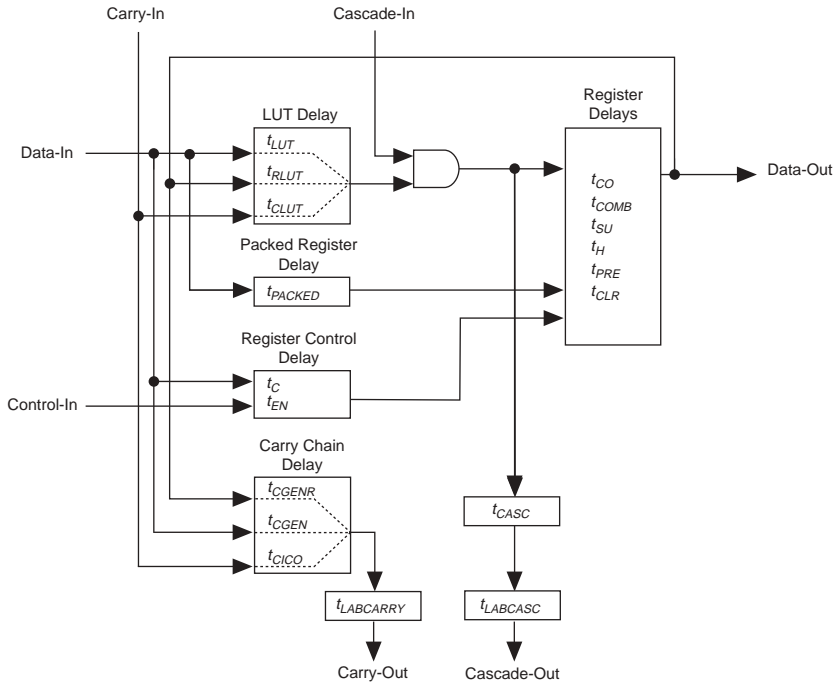 Carry-In
Cascade-In
Register
Delays
LUT Delay
Data-In
tLUT
tRLUT
tCLUT
tCO
tCOMB
tSU
tH
tPRE
tCLR
Data-Out
Packed Register
Delay
tPACKED
Register Control
Delay
tC
tEN
Control-In
Carry Chain
Delay
tCGENR
tCGEN
tCICO
tCASC
tLABCARRY
tLABCASC
Carry-Out
Cascade-Out